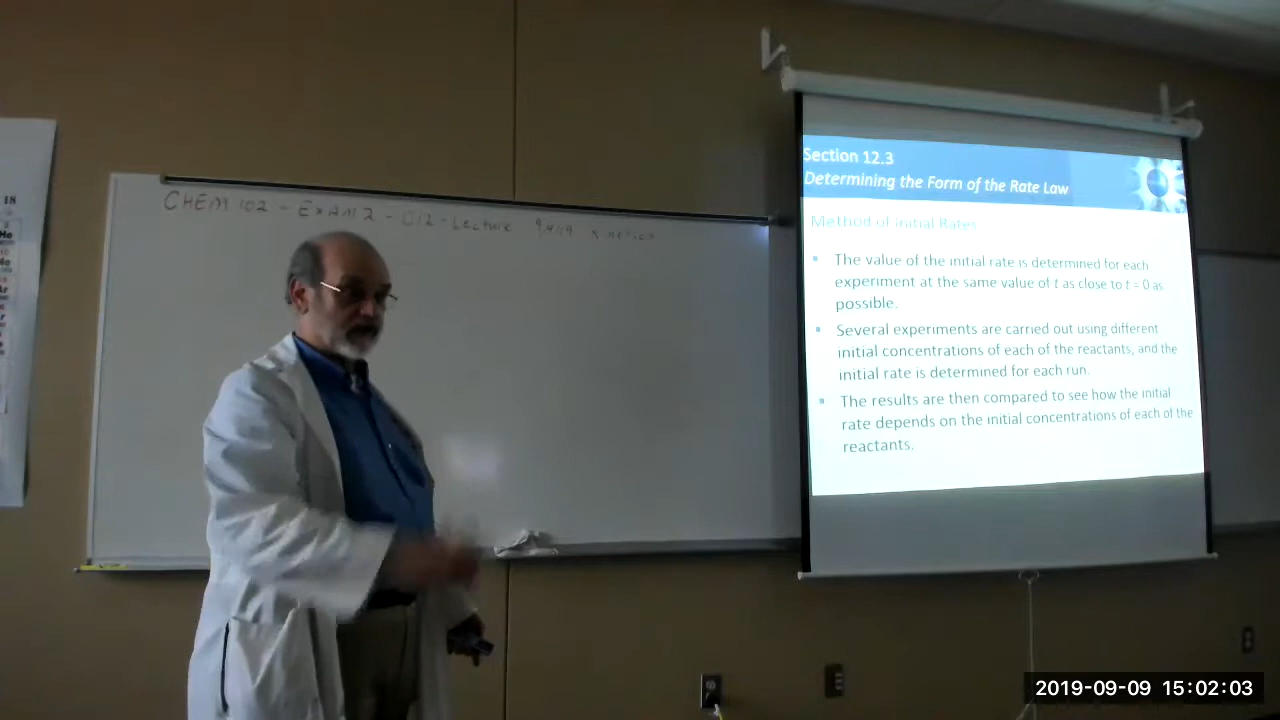 18
He
Ar
CHEM 102 - EXAM 2 - C12 - Lecture
Section 12.3
Determining the Form of the Rate Law
Method of Initial Rates
• The value of the initial rate is determined for each
experiment at the same value of t as close to t = 0 as
possible.
• Several experiments are carried out using different
initial concentrations of each of the reactants, and the
initial rate is determined for each run.
• The results are then compared to see how the initial
rate depends on the initial concentrations of each of the
reactants.
2019-09-09 15:02:03